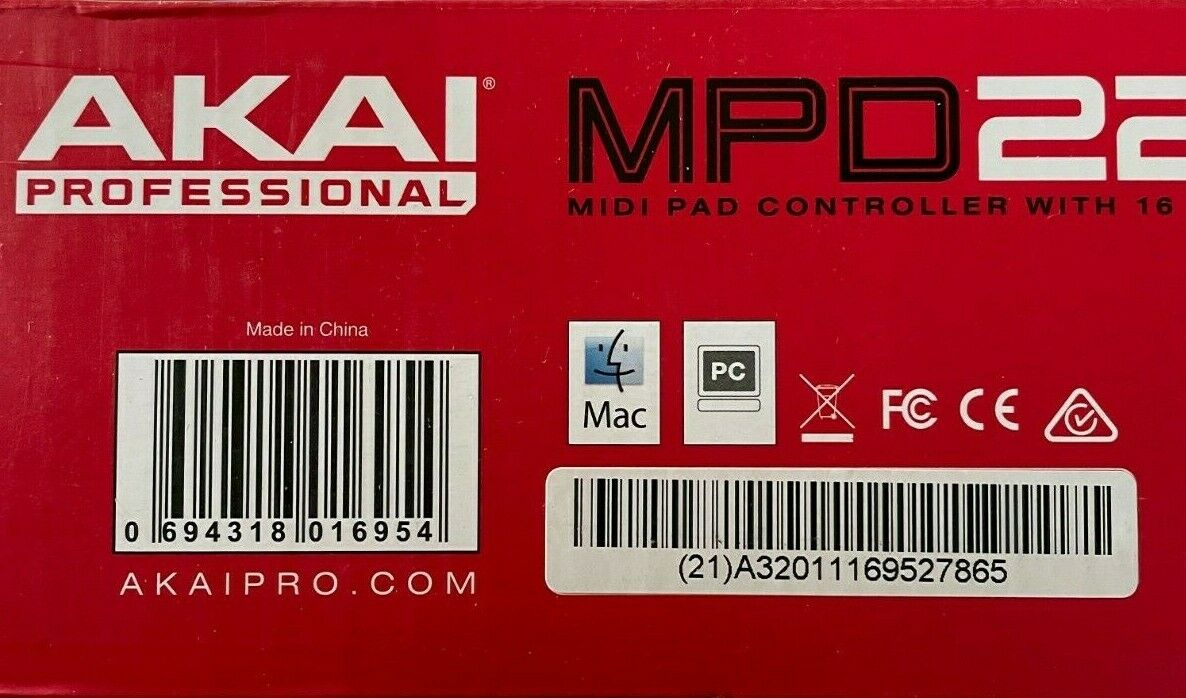 AKAI®
PROFESSIONAL
MPD22
MIDI PAD CONTROLLER WITH 16
Made in China
Mac
PC
FC CE
0 694318 016954
(21)A32011169527865
AKAIPRO.COM